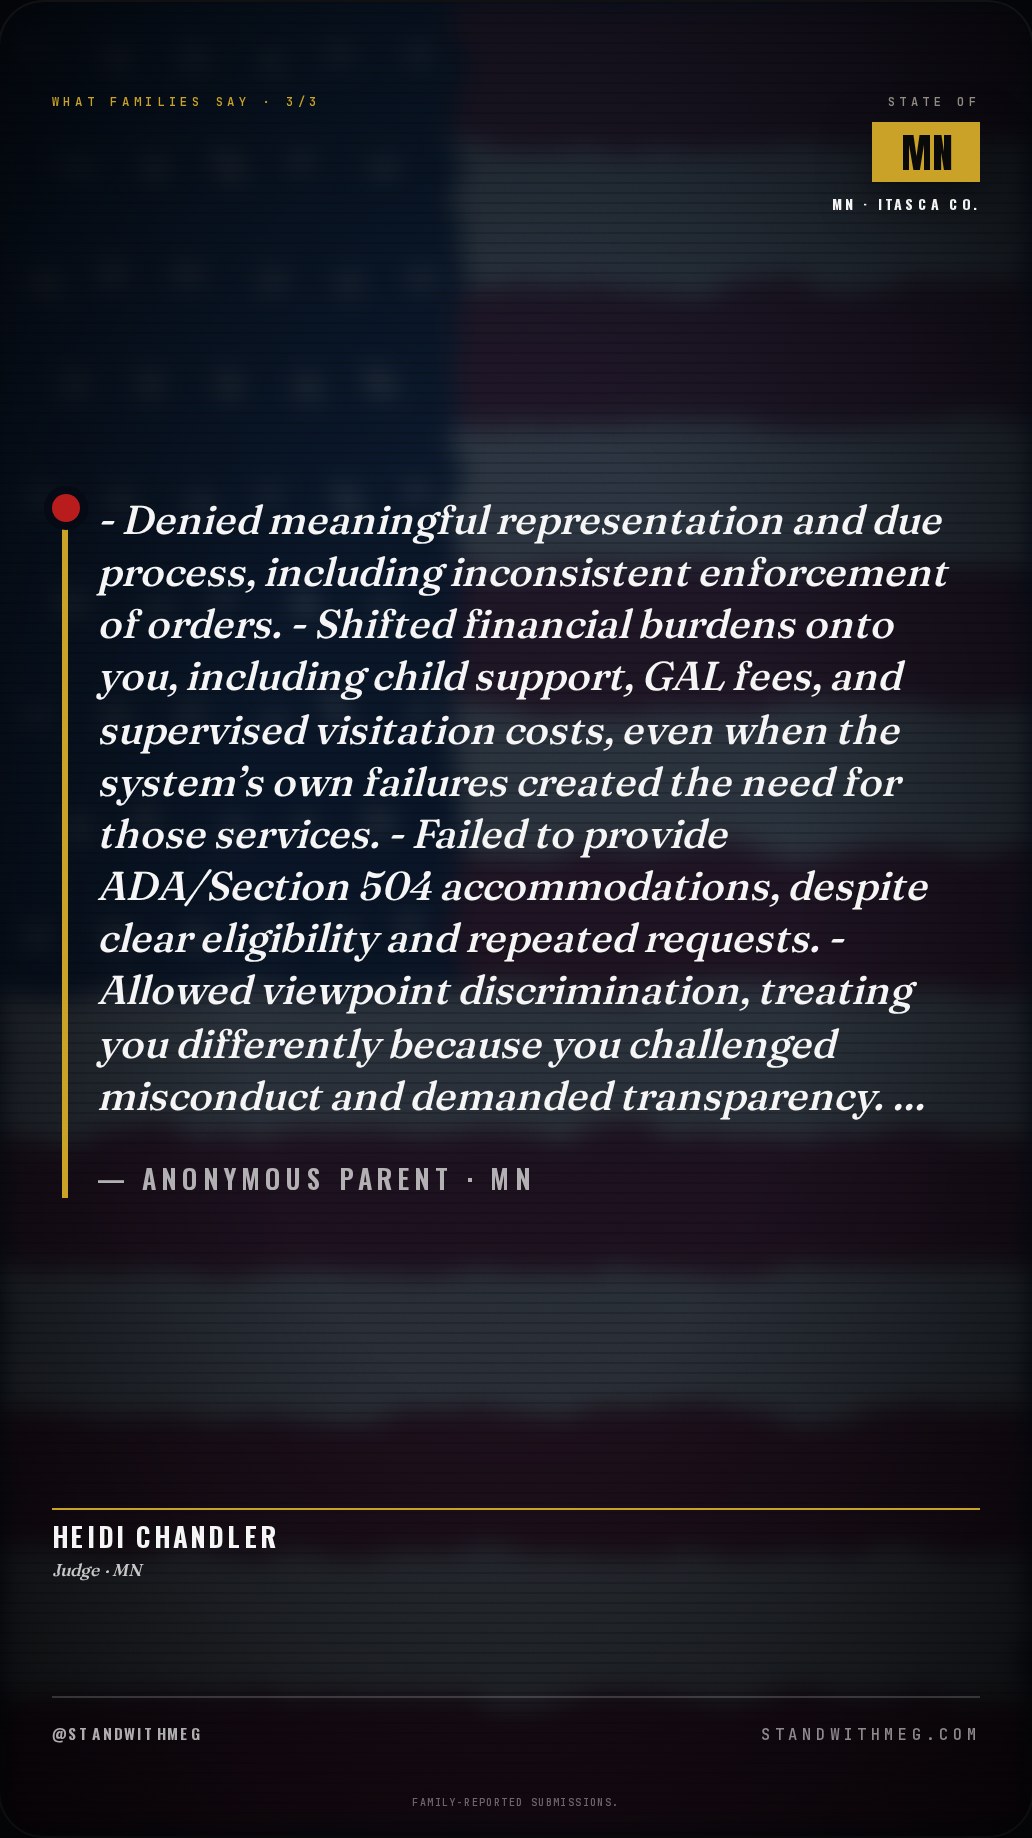 WHAT FAMILIES SAY · 3/3
STATE OF
MN
MN · ITASCA CO.
- Denied meaningful representation and due
process, including inconsistent enforcement
of orders. - Shifted financial burdens onto
you, including child support, GAL fees, and
supervised visitation costs, even when the
system’s own failures created the need for
those services. - Failed to provide
ADA/Section 504 accommodations, despite
clear eligibility and repeated requests. -
Allowed viewpoint discrimination, treating
you differently because you challenged
misconduct and demanded transparency. ...
— ANONYMOUS PARENT · MN
HEIDI CHANDLER
Judge · MN
@STANDWITHMEG
STANDWITHMEG.COM
FAMILY-REPORTED SUBMISSIONS.